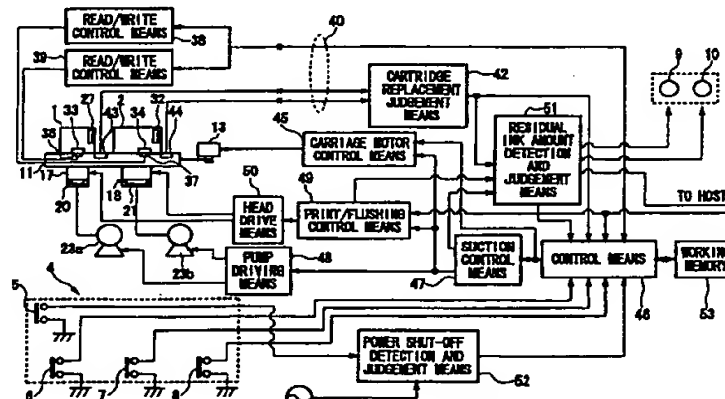 READ/WRITE
CONTROL MEANS
38
39
READ/WRITE
CONTROL MEANS
40
CARTRIDGE
REPLACEMENT
JUDGEMENT MEANS
42
9
10
51
RESIDUAL
INK AMOUNT
DETECTION
AND
JUDGEMENT
MEANS
1
33
27
2
34
32
43
44
13
45
CARRIAGE MOTOR
CONTROL MEANS
11
17
37
20
18
21
50
HEAD
DRIVE
MEANS
49
PRINT/FLUSHING
CONTROL MEANS
TO HOST
23a
23b
48
PUMP
DRIVING
MEANS
SUCTION
CONTROL
MEANS
47
CONTROL MEANS
46
WORKING
MEMORY
53
4
5
6
7
8
POWER SHUT-OFF
DETECTION AND
JUDGEMENT MEANS
52